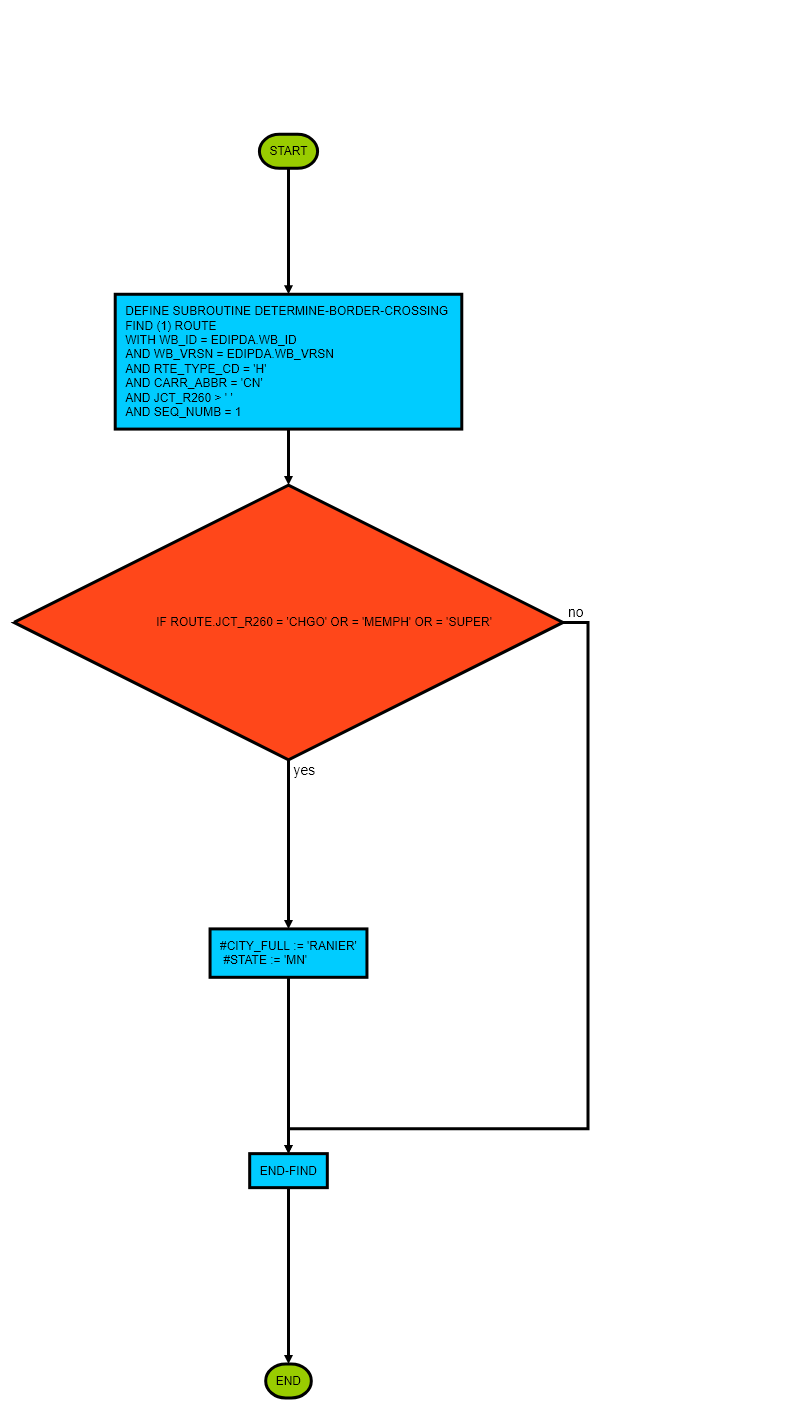 START
DEFINE SUBROUTINE DETERMINE-BORDER-CROSSING
FIND (1) ROUTE
WITH WB_ID = EDIPDA.WB_ID
AND WB_VRSN = EDIPDA.WB_VRSN
AND RTE_TYPE_CD = 'H'
AND CARR_ABBR = 'CN'
AND JCT_R260 > ' '
AND SEQ_NUMB = 1
IF ROUTE.JCT_R260 = 'CHGO' OR = 'MEMPH' OR = 'SUPER'
no
yes
#CITY_FULL := 'RANIER'
#STATE := 'MN'
END-FIND
END